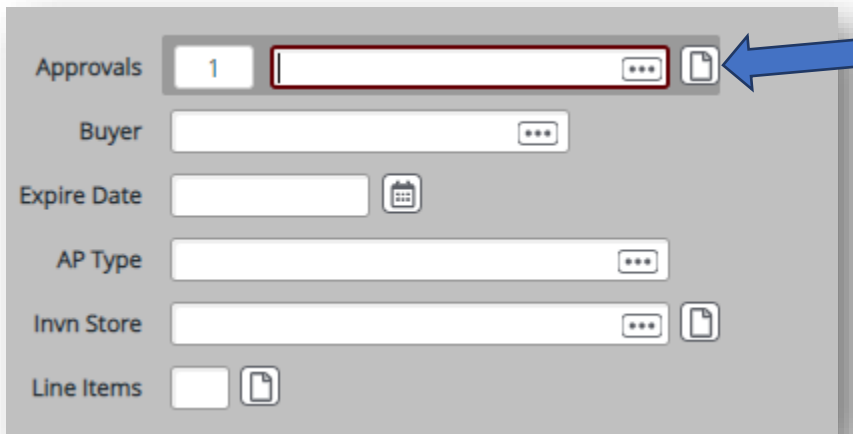 Approvals 1
Buyer
Expire Date
AP Type
Invn Store
Line Items